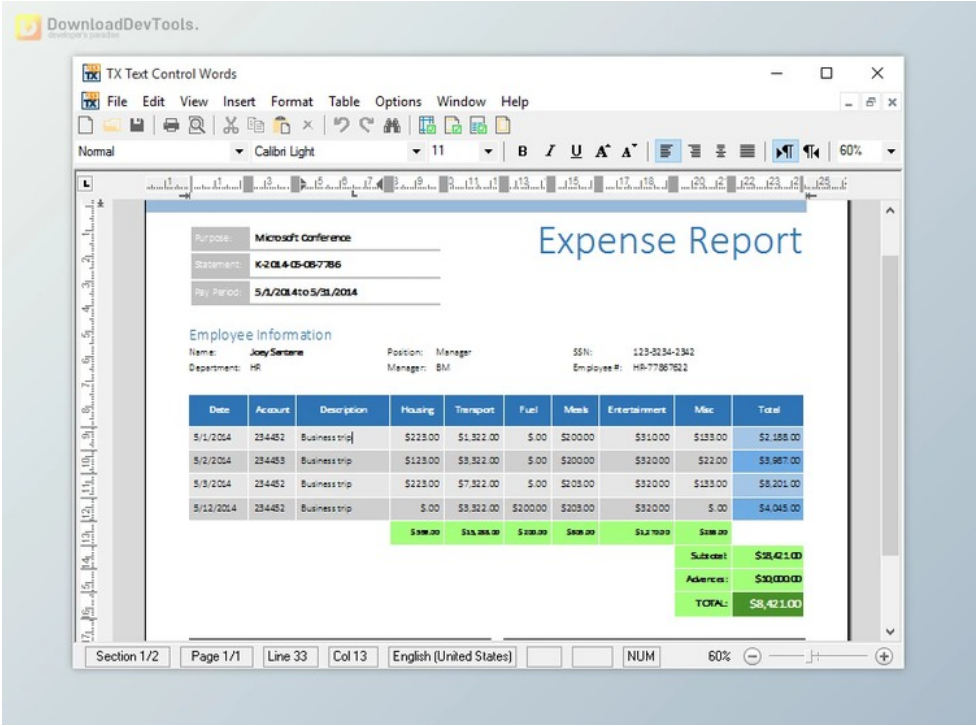 DownloadDevTools.
developer's paradise
TX Text Control Words
File Edit View Insert Format Table Options Window Help
Normal Calibri Light 11 B I U A A 60%
Purpose: Microsoft Conference
Expense Report
Statement: K-2014-05-08-7786
Pay Period: 5/1/2014 to 5/31/2014
Employee Information
Name: Joey Santana Position: Manager SSN: 123-3234-2342
Department: HR Manager: BM Employee #: HR-77867622
Date Account Description Housing Transport Fuel Meals Entertainment Misc Total
5/1/2014 234452 Business trip $223.00 $1,322.00 $.00 $200.00 $310.00 $133.00 $2,188.00
5/2/2014 234453 Business trip $123.00 $3,322.00 $.00 $200.00 $320.00 $22.00 $3,987.00
5/3/2014 234452 Business trip $223.00 $7,322.00 $.00 $203.00 $320.00 $133.00 $8,201.00
5/12/2014 234452 Business trip $.00 $3,322.00 $200.00 $203.00 $320.00 $.00 $4,045.00
Subtotal: $18,421.00
Advances: $10,000.00
TOTAL: $8,421.00
Section 1/2 Page 1/1 Line 33 Col 13 English (United States) NUM 60%